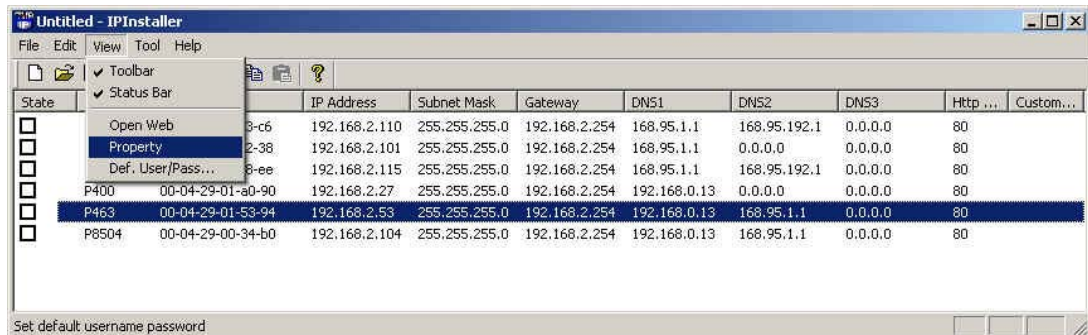 Untitled - IPInstaller
File Edit View Tool Help
Toolbar
Status Bar
Open Web
Property
Def. User/Pass...
State IP Address Subnet Mask Gateway DNS1 DNS2 DNS3 Http ... Custom...
3-c6 192.168.2.110 255.255.255.0 192.168.2.254 168.95.1.1 168.95.192.1 0.0.0.0 80
2-38 192.168.2.101 255.255.255.0 192.168.2.254 168.95.1.1 0.0.0.0 0.0.0.0 80
8-ee 192.168.2.115 255.255.255.0 192.168.2.254 168.95.1.1 168.95.192.1 0.0.0.0 80
P400 00-04-29-01-a0-90 192.168.2.27 255.255.255.0 192.168.2.254 192.168.0.13 0.0.0.0 0.0.0.0 80
P463 00-04-29-01-53-94 192.168.2.53 255.255.255.0 192.168.2.254 192.168.0.13 168.95.1.1 0.0.0.0 80
P8504 00-04-29-00-34-b0 192.168.2.104 255.255.255.0 192.168.2.254 192.168.0.13 168.95.1.1 0.0.0.0 80
Set default username password